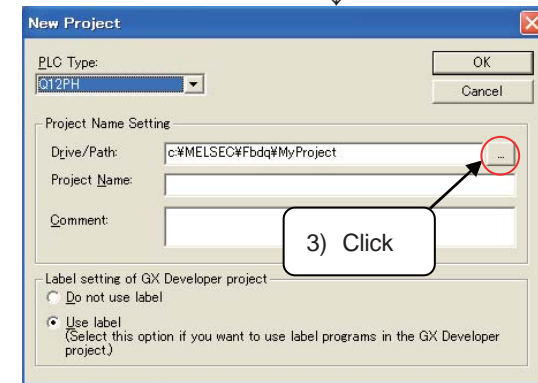 New Project
PLC Type:
Q12PH
OK
Cancel
Project Name Setting
Drive/Path:
c:¥MELSEC¥Fbdq¥MyProject
...
Project Name:
Comment:
3) Click
Label setting of GX Developer project
Do not use label
Use label
(Select this option if you want to use label programs in the GX Developer
project.)